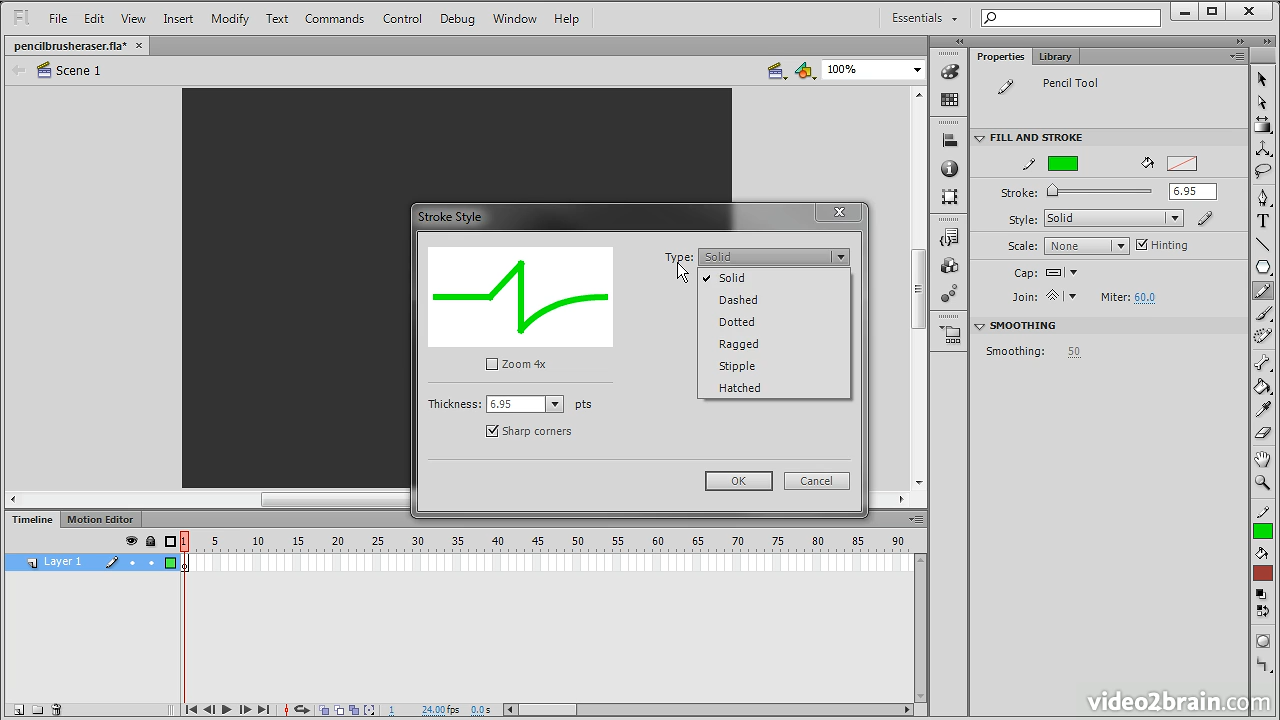 Fl File Edit View Insert Modify Text Commands Control Debug Window Help Essentials
pencilbrusheraser.fla*
Scene 1 100%
Properties Library
Pencil Tool
FILL AND STROKE
Stroke: 6.95
Style: Solid
Scale: None Hinting
Cap:
Join: Miter: 60.0
SMOOTHING
Smoothing: 50
Stroke Style
Type: Solid
Solid
Dashed
Dotted
Ragged
Stipple
Hatched
Zoom 4x
Thickness: 6.95 pts
Sharp corners
OK Cancel
Timeline Motion Editor
1 5 10 15 20 25 30 35 40 45 50 55 60 65 70 75 80 85 90
Layer 1
1 24.00 fps 0.0 s
video2brain.com